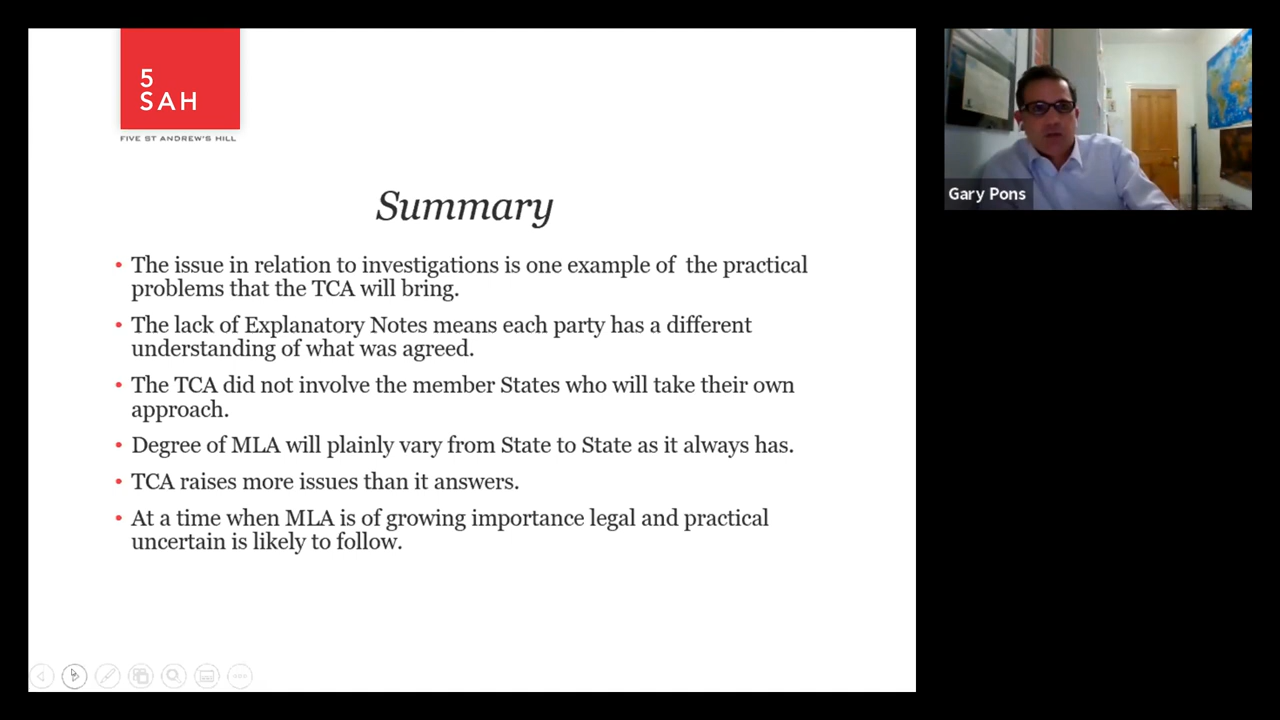 5
SAH
FIVE ST ANDREW'S HILL
Summary
• The issue in relation to investigations is one example of  the practical
problems that the TCA will bring.
• The lack of Explanatory Notes means each party has a different
understanding of what was agreed.
• The TCA did not involve the member States who will take their own
approach.
• Degree of MLA will plainly vary from State to State as it always has.
• TCA raises more issues than it answers.
• At a time when MLA is of growing importance legal and practical
uncertain is likely to follow.
Gary Pons